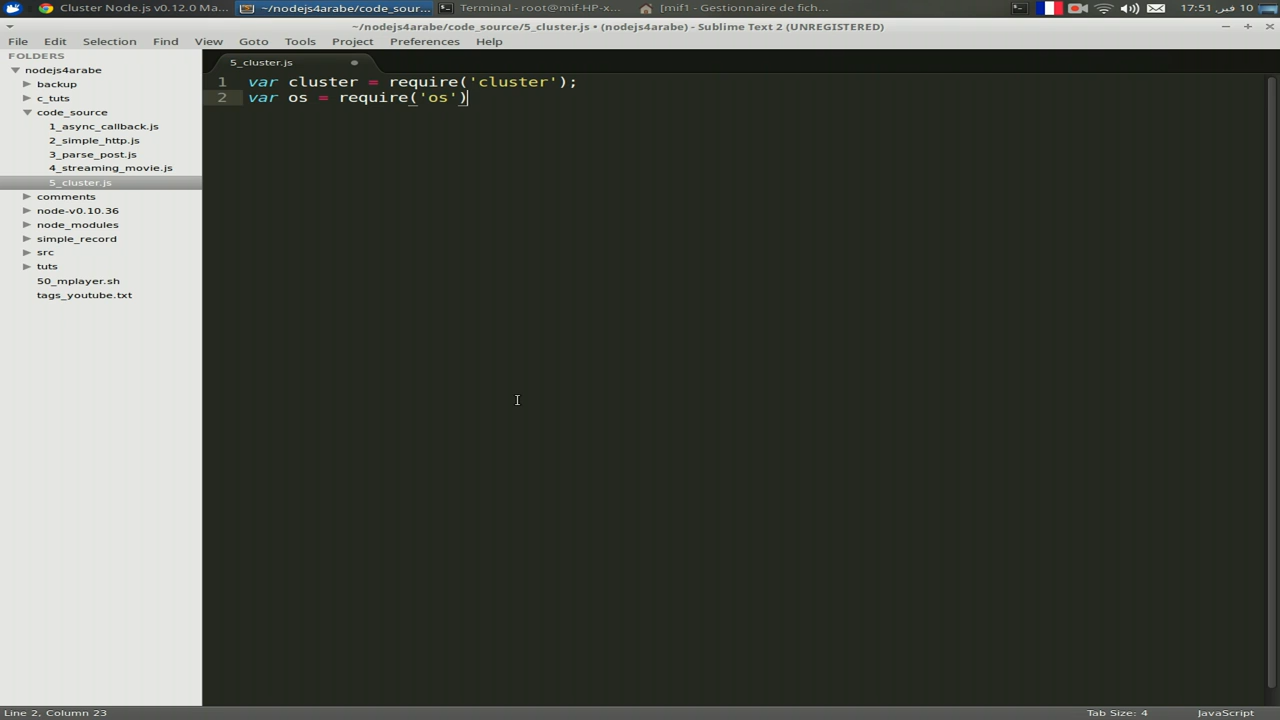 Cluster Node.js v0.12.0 Ma...
~/nodejs4arabe/code_sour...
Terminal - root@mif-HP-x...
[mif1 - Gestionnaire de fich...
17:51 فبر, 10
~/nodejs4arabe/code_source/5_cluster.js • (nodejs4arabe) - Sublime Text 2 (UNREGISTERED)
File Edit Selection Find View Goto Tools Project Preferences Help
FOLDERS
nodejs4arabe
backup
c_tuts
code_source
1_async_callback.js
2_simple_http.js
3_parse_post.js
4_streaming_movie.js
5_cluster.js
comments
node-v0.10.36
node_modules
simple_record
src
tuts
50_mplayer.sh
tags_youtube.txt
5_cluster.js
1 var cluster = require('cluster');
2 var os = require('os')
Line 2, Column 23
Tab Size: 4
JavaScript